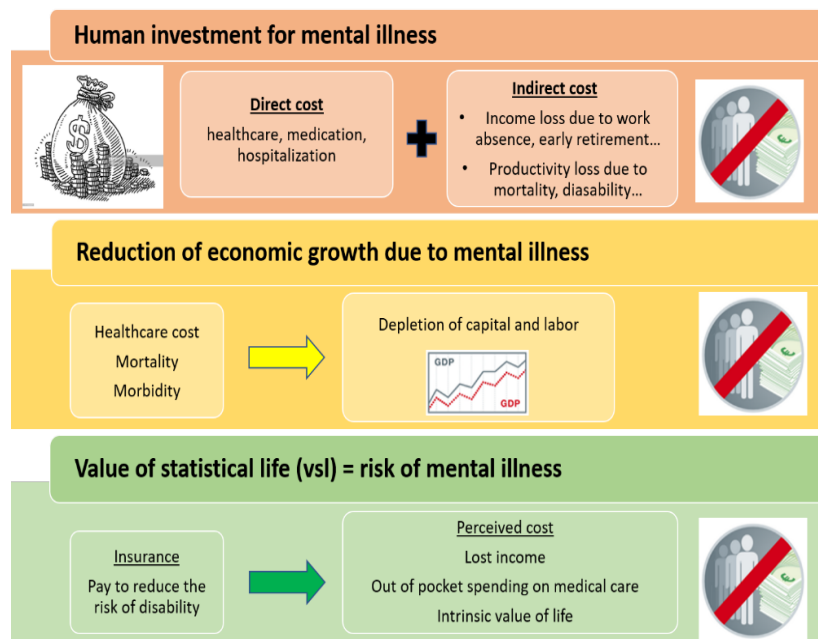 Human investment for mental illness
$
Direct cost
healthcare, medication,
hospitalization
Indirect cost
• Income loss due to work
absence, early retirement…
• Productivity loss due to
mortality, diasability…
Reduction of economic growth due to mental illness
Healthcare cost
Mortality
Morbidity
Depletion of capital and labor
GDP
GDP
Value of statistical life (vsl) = risk of mental illness
Insurance
Pay to reduce the
risk of disability
Perceived cost
Lost income
Out of pocket spending on medical care
Intrinsic value of life